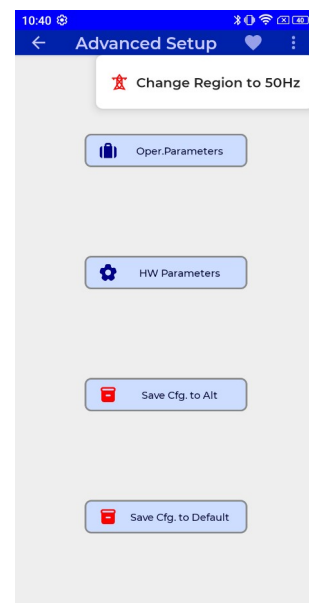 10:40
40
Advanced Setup
Change Region to 50Hz
Oper.Parameters
HW Parameters
Save Cfg. to Alt
Save Cfg. to Default